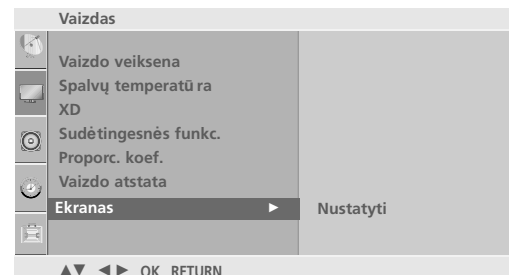 Vaizdas
Vaizdo veiksena
Spalvų temperatū ra
XD
Sudėtingesnės funkc.
Proporc. koef.
Vaizdo atstata
Ekranas ► Nustatyti
▲▼ ◄► OK RETURN